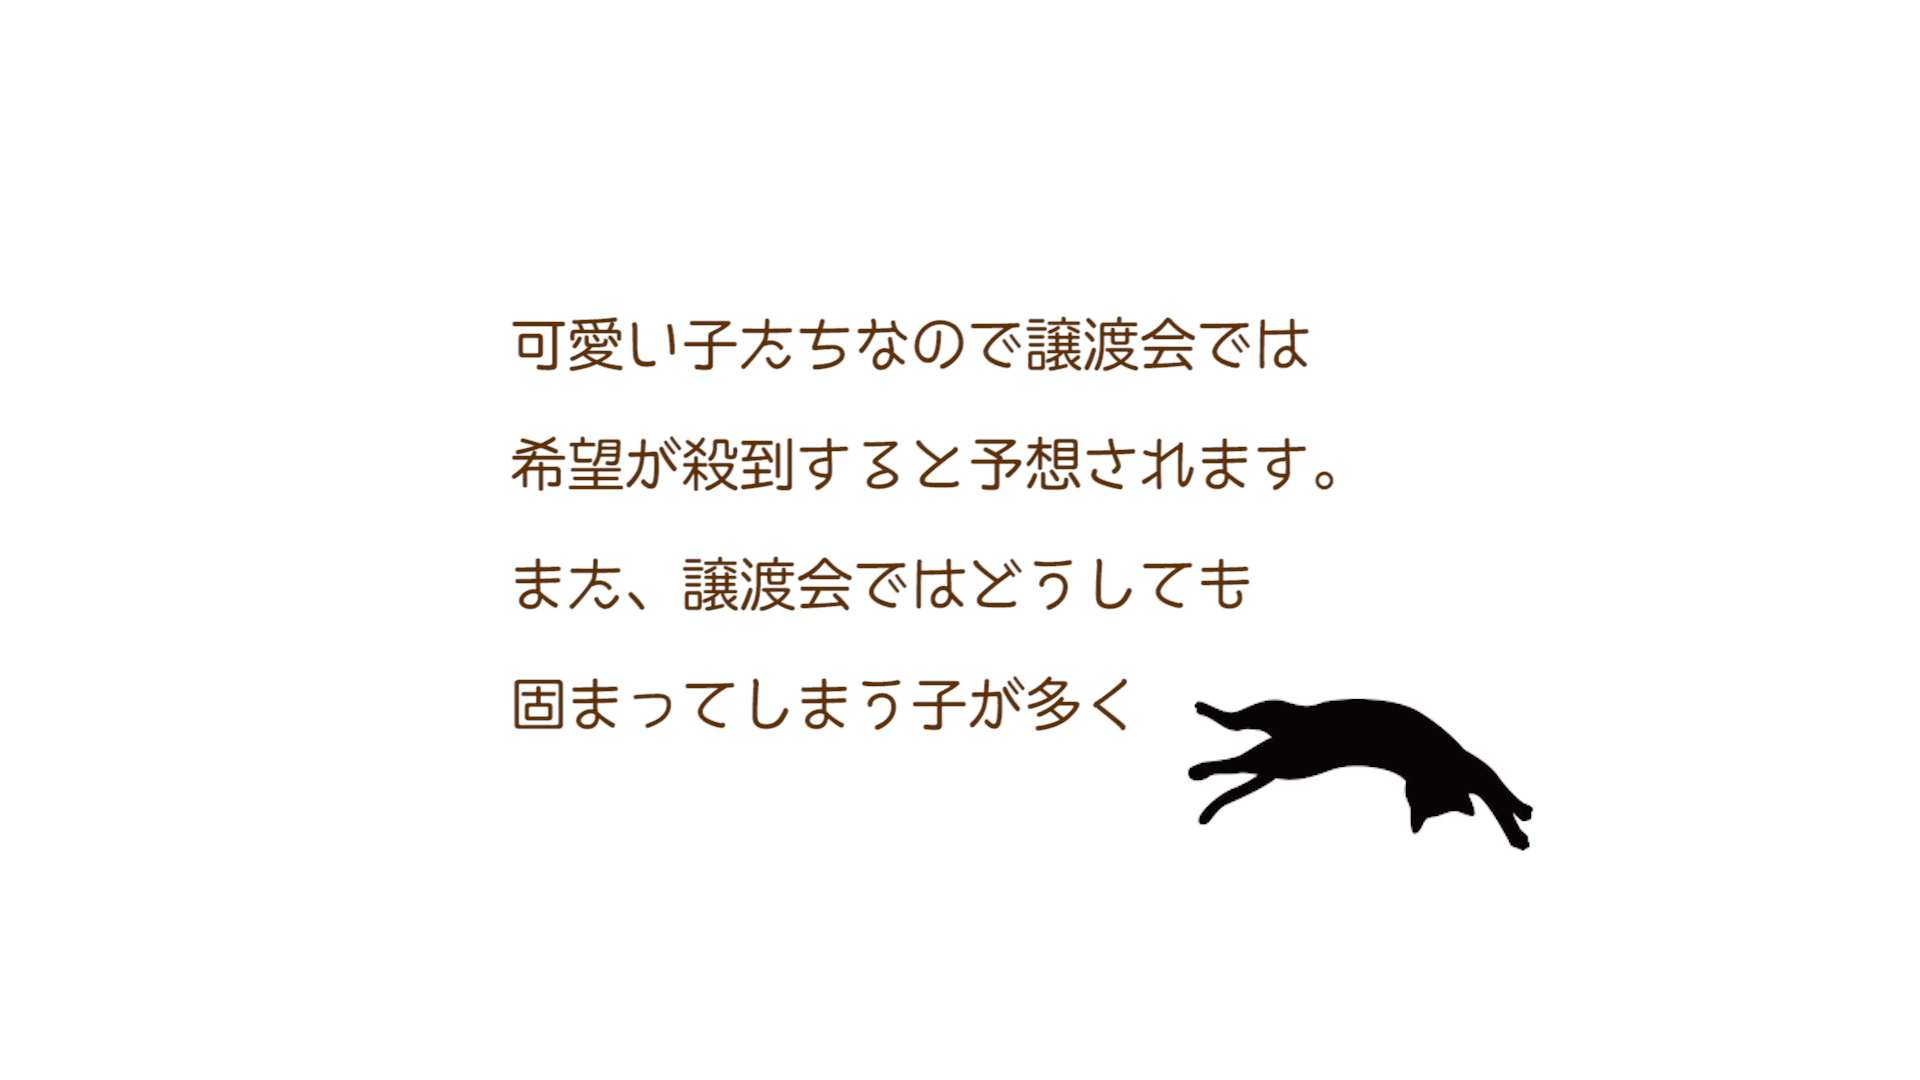 可愛い子たちなので譲渡会では
希望が殺到すると予想されます。
また、譲渡会ではどうしても
固まってしまう子が多く